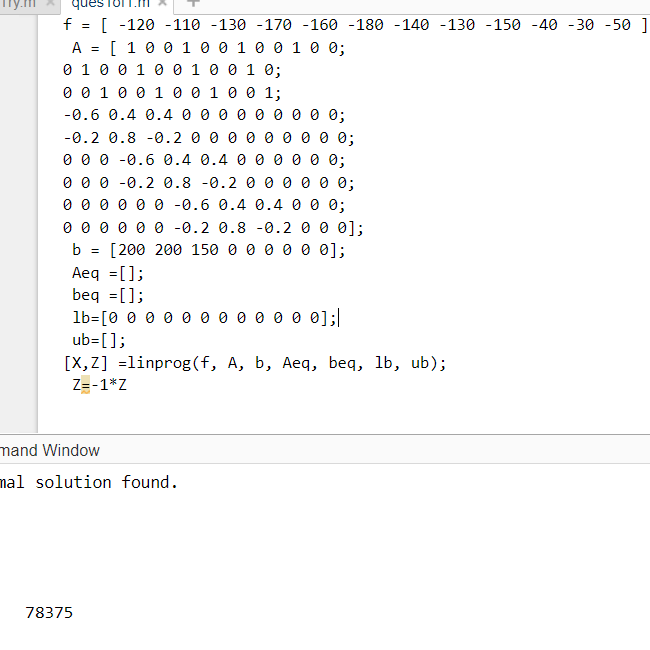 Try.m × ques1of1.m × +
f = [ -120 -110 -130 -170 -160 -180 -140 -130 -150 -40 -30 -50 ]
A = [ 1 0 0 1 0 0 1 0 0 1 0 0;
0 1 0 0 1 0 0 1 0 0 1 0;
0 0 1 0 0 1 0 0 1 0 0 1;
-0.6 0.4 0.4 0 0 0 0 0 0 0 0 0;
-0.2 0.8 -0.2 0 0 0 0 0 0 0 0 0;
0 0 0 -0.6 0.4 0.4 0 0 0 0 0 0;
0 0 0 -0.2 0.8 -0.2 0 0 0 0 0 0;
0 0 0 0 0 0 -0.6 0.4 0.4 0 0 0;
0 0 0 0 0 0 -0.2 0.8 -0.2 0 0 0];
b = [200 200 150 0 0 0 0 0 0];
Aeq =[];
beq =[];
lb=[0 0 0 0 0 0 0 0 0 0 0 0];
ub=[];
[X,Z] =linprog(f, A, b, Aeq, beq, lb, ub);
Z=-1*Z
mand Window
mal solution found.
78375